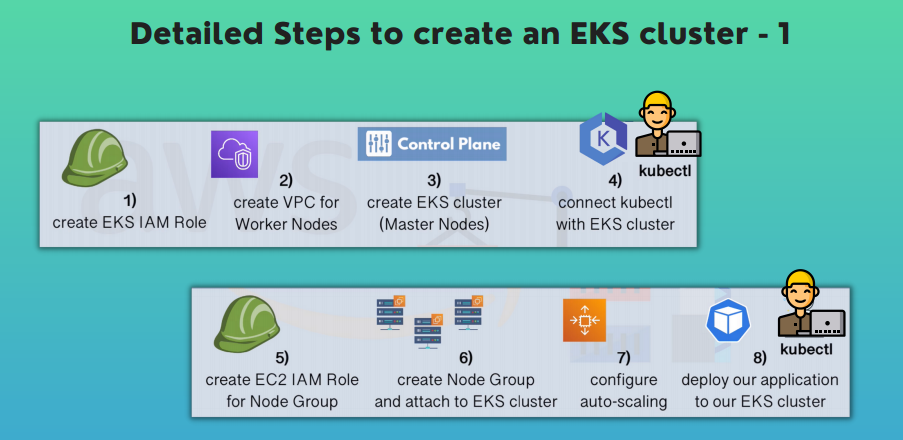 Detailed Steps to create an EKS cluster - 1
aws
Control Plane
K
kubectl
1)
create EKS IAM Role
2)
create VPC for
Worker Nodes
3)
create EKS cluster
(Master Nodes)
4)
connect kubectl
with EKS cluster
kubectl
5)
create EC2 IAM Role
for Node Group
6)
create Node Group
and attach to EKS cluster
7)
configure
auto-scaling
8)
deploy our application
to our EKS cluster